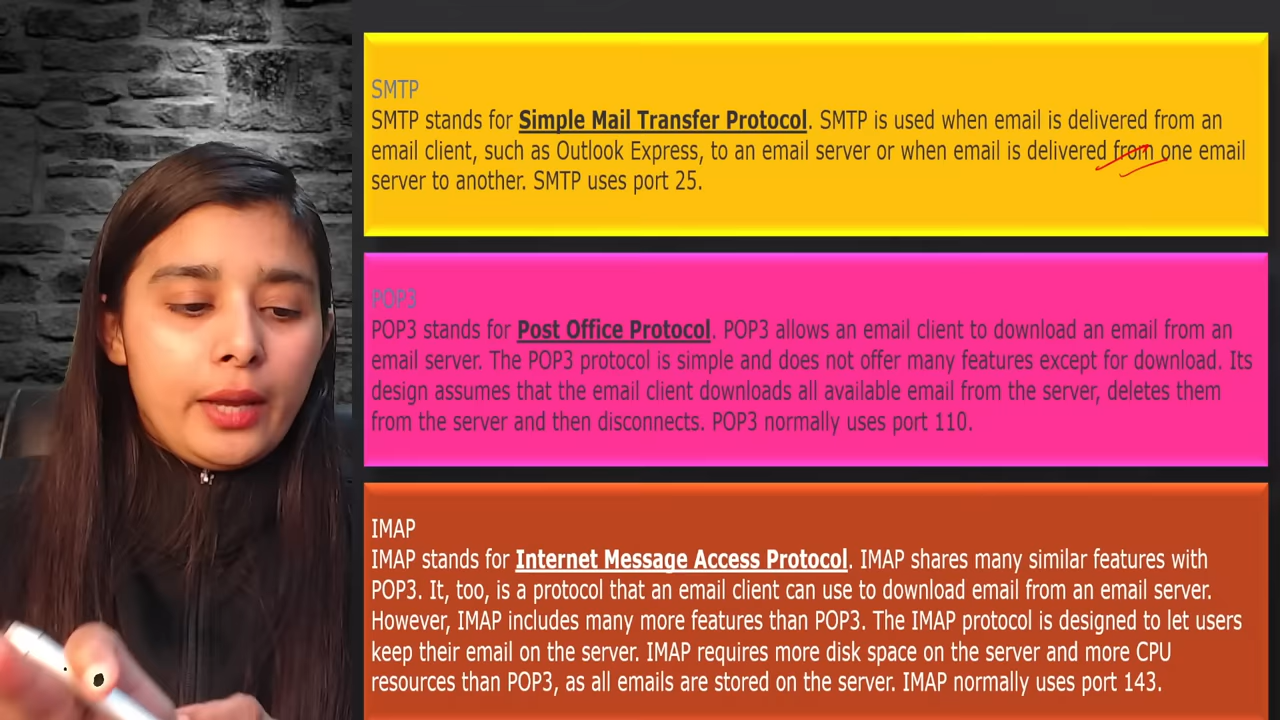 SMTP
SMTP stands for Simple Mail Transfer Protocol. SMTP is used when email is delivered from an
email client, such as Outlook Express, to an email server or when email is delivered from one email
server to another. SMTP uses port 25.
POP3
POP3 stands for Post Office Protocol. POP3 allows an email client to download an email from an
email server. The POP3 protocol is simple and does not offer many features except for download. Its
design assumes that the email client downloads all available email from the server, deletes them
from the server and then disconnects. POP3 normally uses port 110.
IMAP
IMAP stands for Internet Message Access Protocol. IMAP shares many similar features with
POP3. It, too, is a protocol that an email client can use to download email from an email server.
However, IMAP includes many more features than POP3. The IMAP protocol is designed to let users
keep their email on the server. IMAP requires more disk space on the server and more CPU
resources than POP3, as all emails are stored on the server. IMAP normally uses port 143.